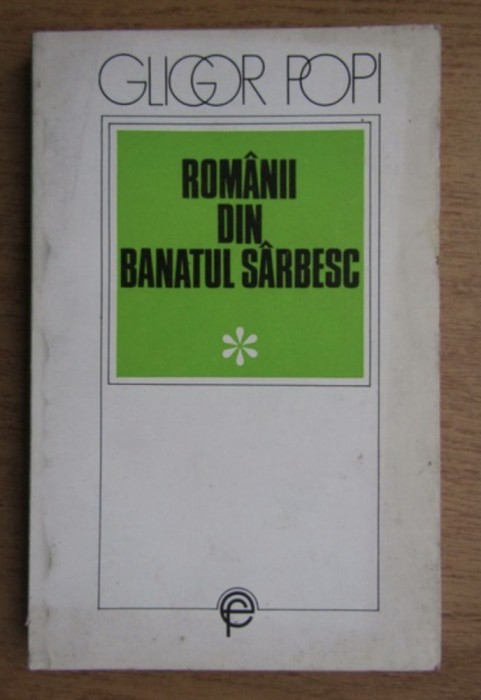 GLIGOR POPI
ROMÂNII
DIN
BANATUL SÂRBESC
*